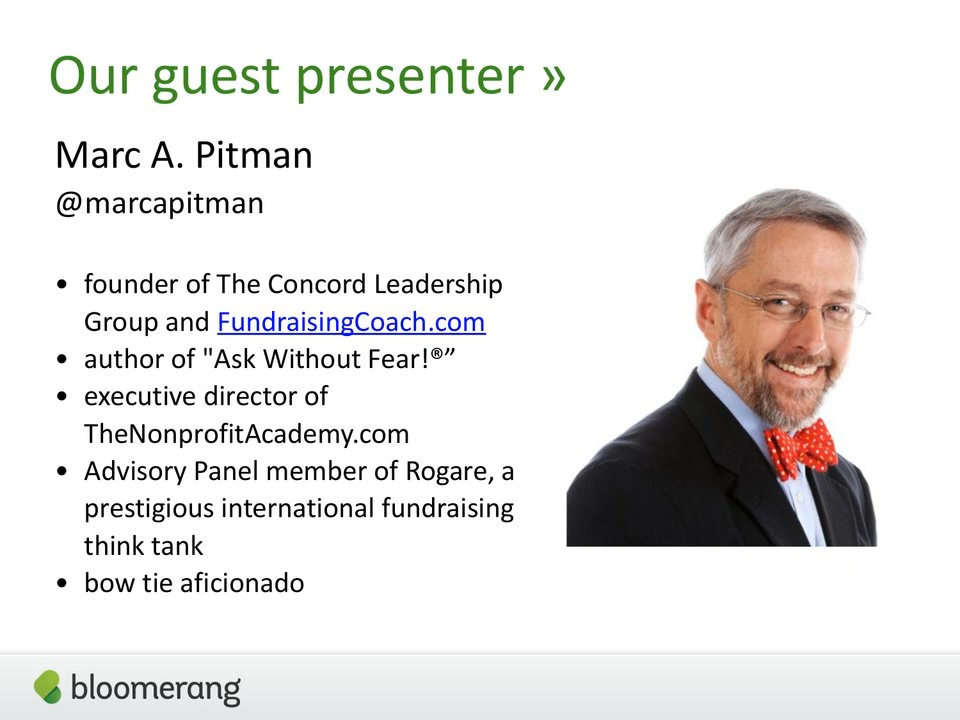 Our guest presenter »
Marc A. Pitman
@marcapitman
• founder of The Concord Leadership
Group and FundraisingCoach.com
• author of "Ask Without Fear!®”
• executive director of
TheNonprofitAcademy.com
• Advisory Panel member of Rogare, a
prestigious international fundraising
think tank
• bow tie aficionado
bloomerang